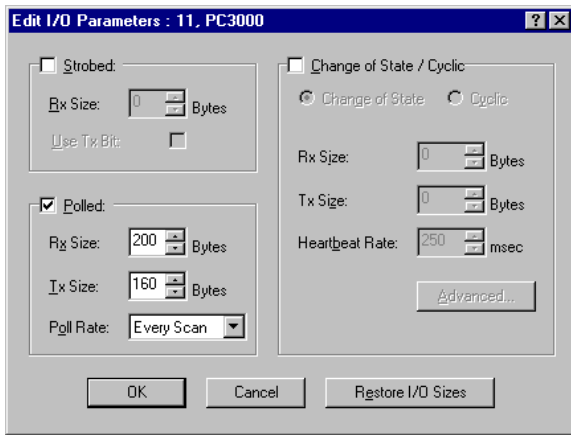 Edit I/O Parameters : 11, PC3000
Strobed:
Rx Size: 0 Bytes
Use Tx Bit:
Polled:
Rx Size: 200 Bytes
Tx Size: 160 Bytes
Poll Rate: Every Scan
Change of State / Cyclic
Change of State Cyclic
Rx Size: 0 Bytes
Tx Size: 0 Bytes
Heartbeat Rate: 250 msec
Advanced...
OK Cancel Restore I/O Sizes